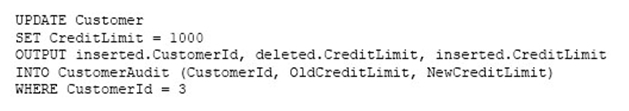 UPDATE Customer
SET CreditLimit = 1000
OUTPUT inserted.CustomerId, deleted.CreditLimit, inserted.CreditLimit
INTO CustomerAudit (CustomerId, OldCreditLimit, NewCreditLimit)
WHERE CustomerId = 3